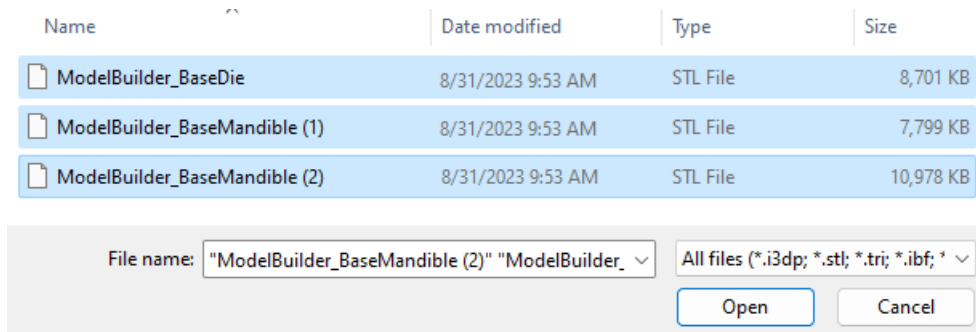 Name Date modified Type Size
ModelBuilder_BaseDie 8/31/2023 9:53 AM STL File 8,701 KB
ModelBuilder_BaseMandible (1) 8/31/2023 9:53 AM STL File 7,799 KB
ModelBuilder_BaseMandible (2) 8/31/2023 9:53 AM STL File 10,978 KB
File name: "ModelBuilder_BaseMandible (2)" "ModelBuilder_ All files (*.i3dp; *.stl; *.tri; *.ibf; *
Open Cancel